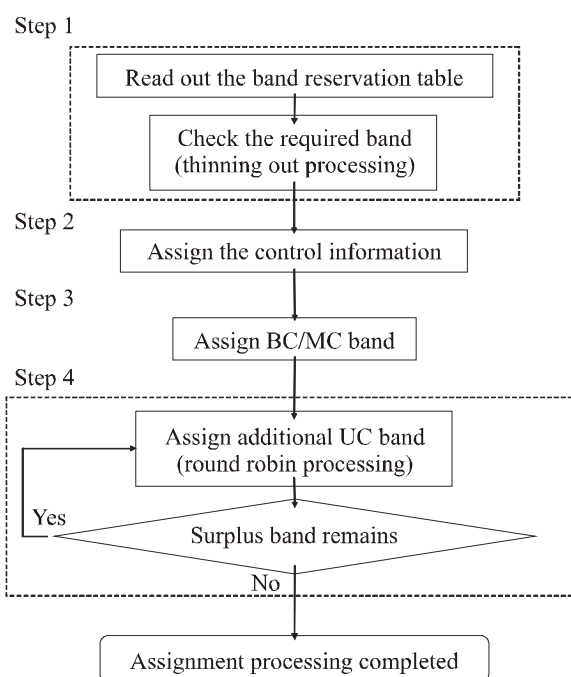 Step 1
Read out the band reservation table
Check the required band
(thinning out processing)
Step 2
Assign the control information
Step 3
Assign BC/MC band
Step 4
Assign additional UC band
(round robin processing)
Yes
Surplus band remains
No
Assignment processing completed